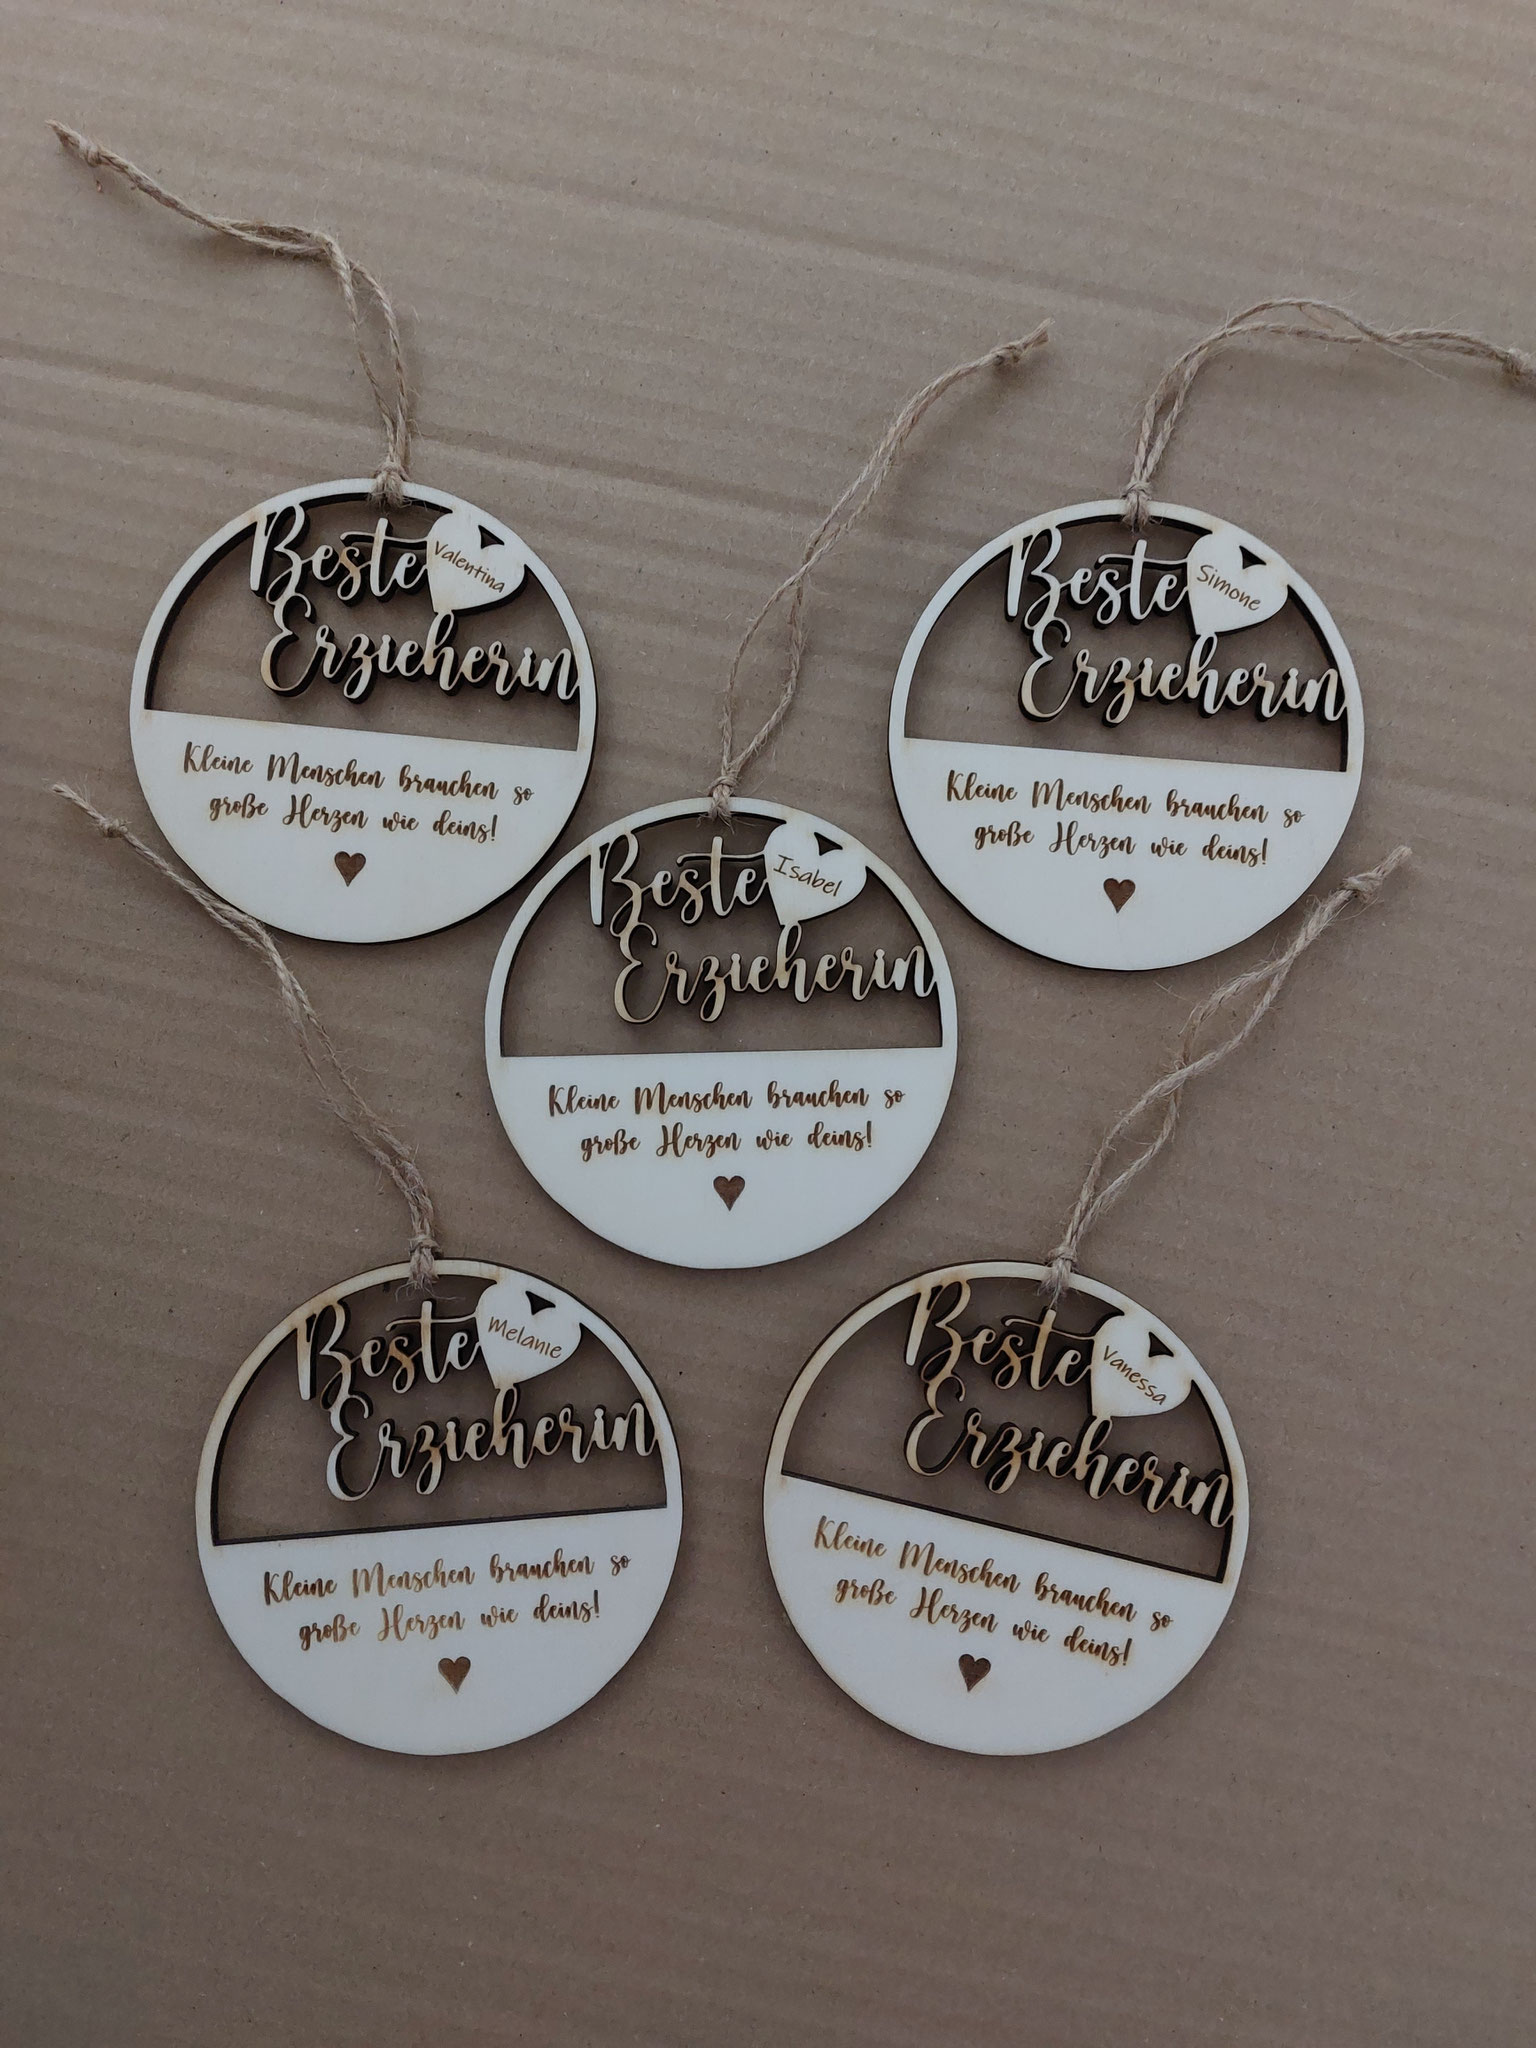 Beste
Valentina
Erzieherin
Kleine Menschen brauchen so
große Herzen wie deins!
Beste
Simone
Erzieherin
Kleine Menschen brauchen so
große Herzen wie deins!
Beste
Isabel
Erzieherin
Kleine Menschen brauchen so
große Herzen wie deins!
Beste
Melanie
Erzieherin
Kleine Menschen brauchen so
große Herzen wie deins!
Beste
Vanessa
Erzieherin
Kleine Menschen brauchen so
große Herzen wie deins!